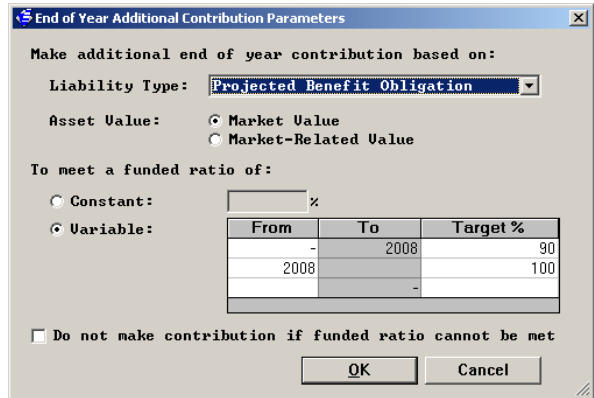 End of Year Additional Contribution Parameters
Make additional end of year contribution based on:
Liability Type: Projected Benefit Obligation
Asset Value: Market Value
Market-Related Value
To meet a funded ratio of:
Constant: %
Variable:
From To Target %
- 2008 90
2008 100
-
Do not make contribution if funded ratio cannot be met
OK Cancel